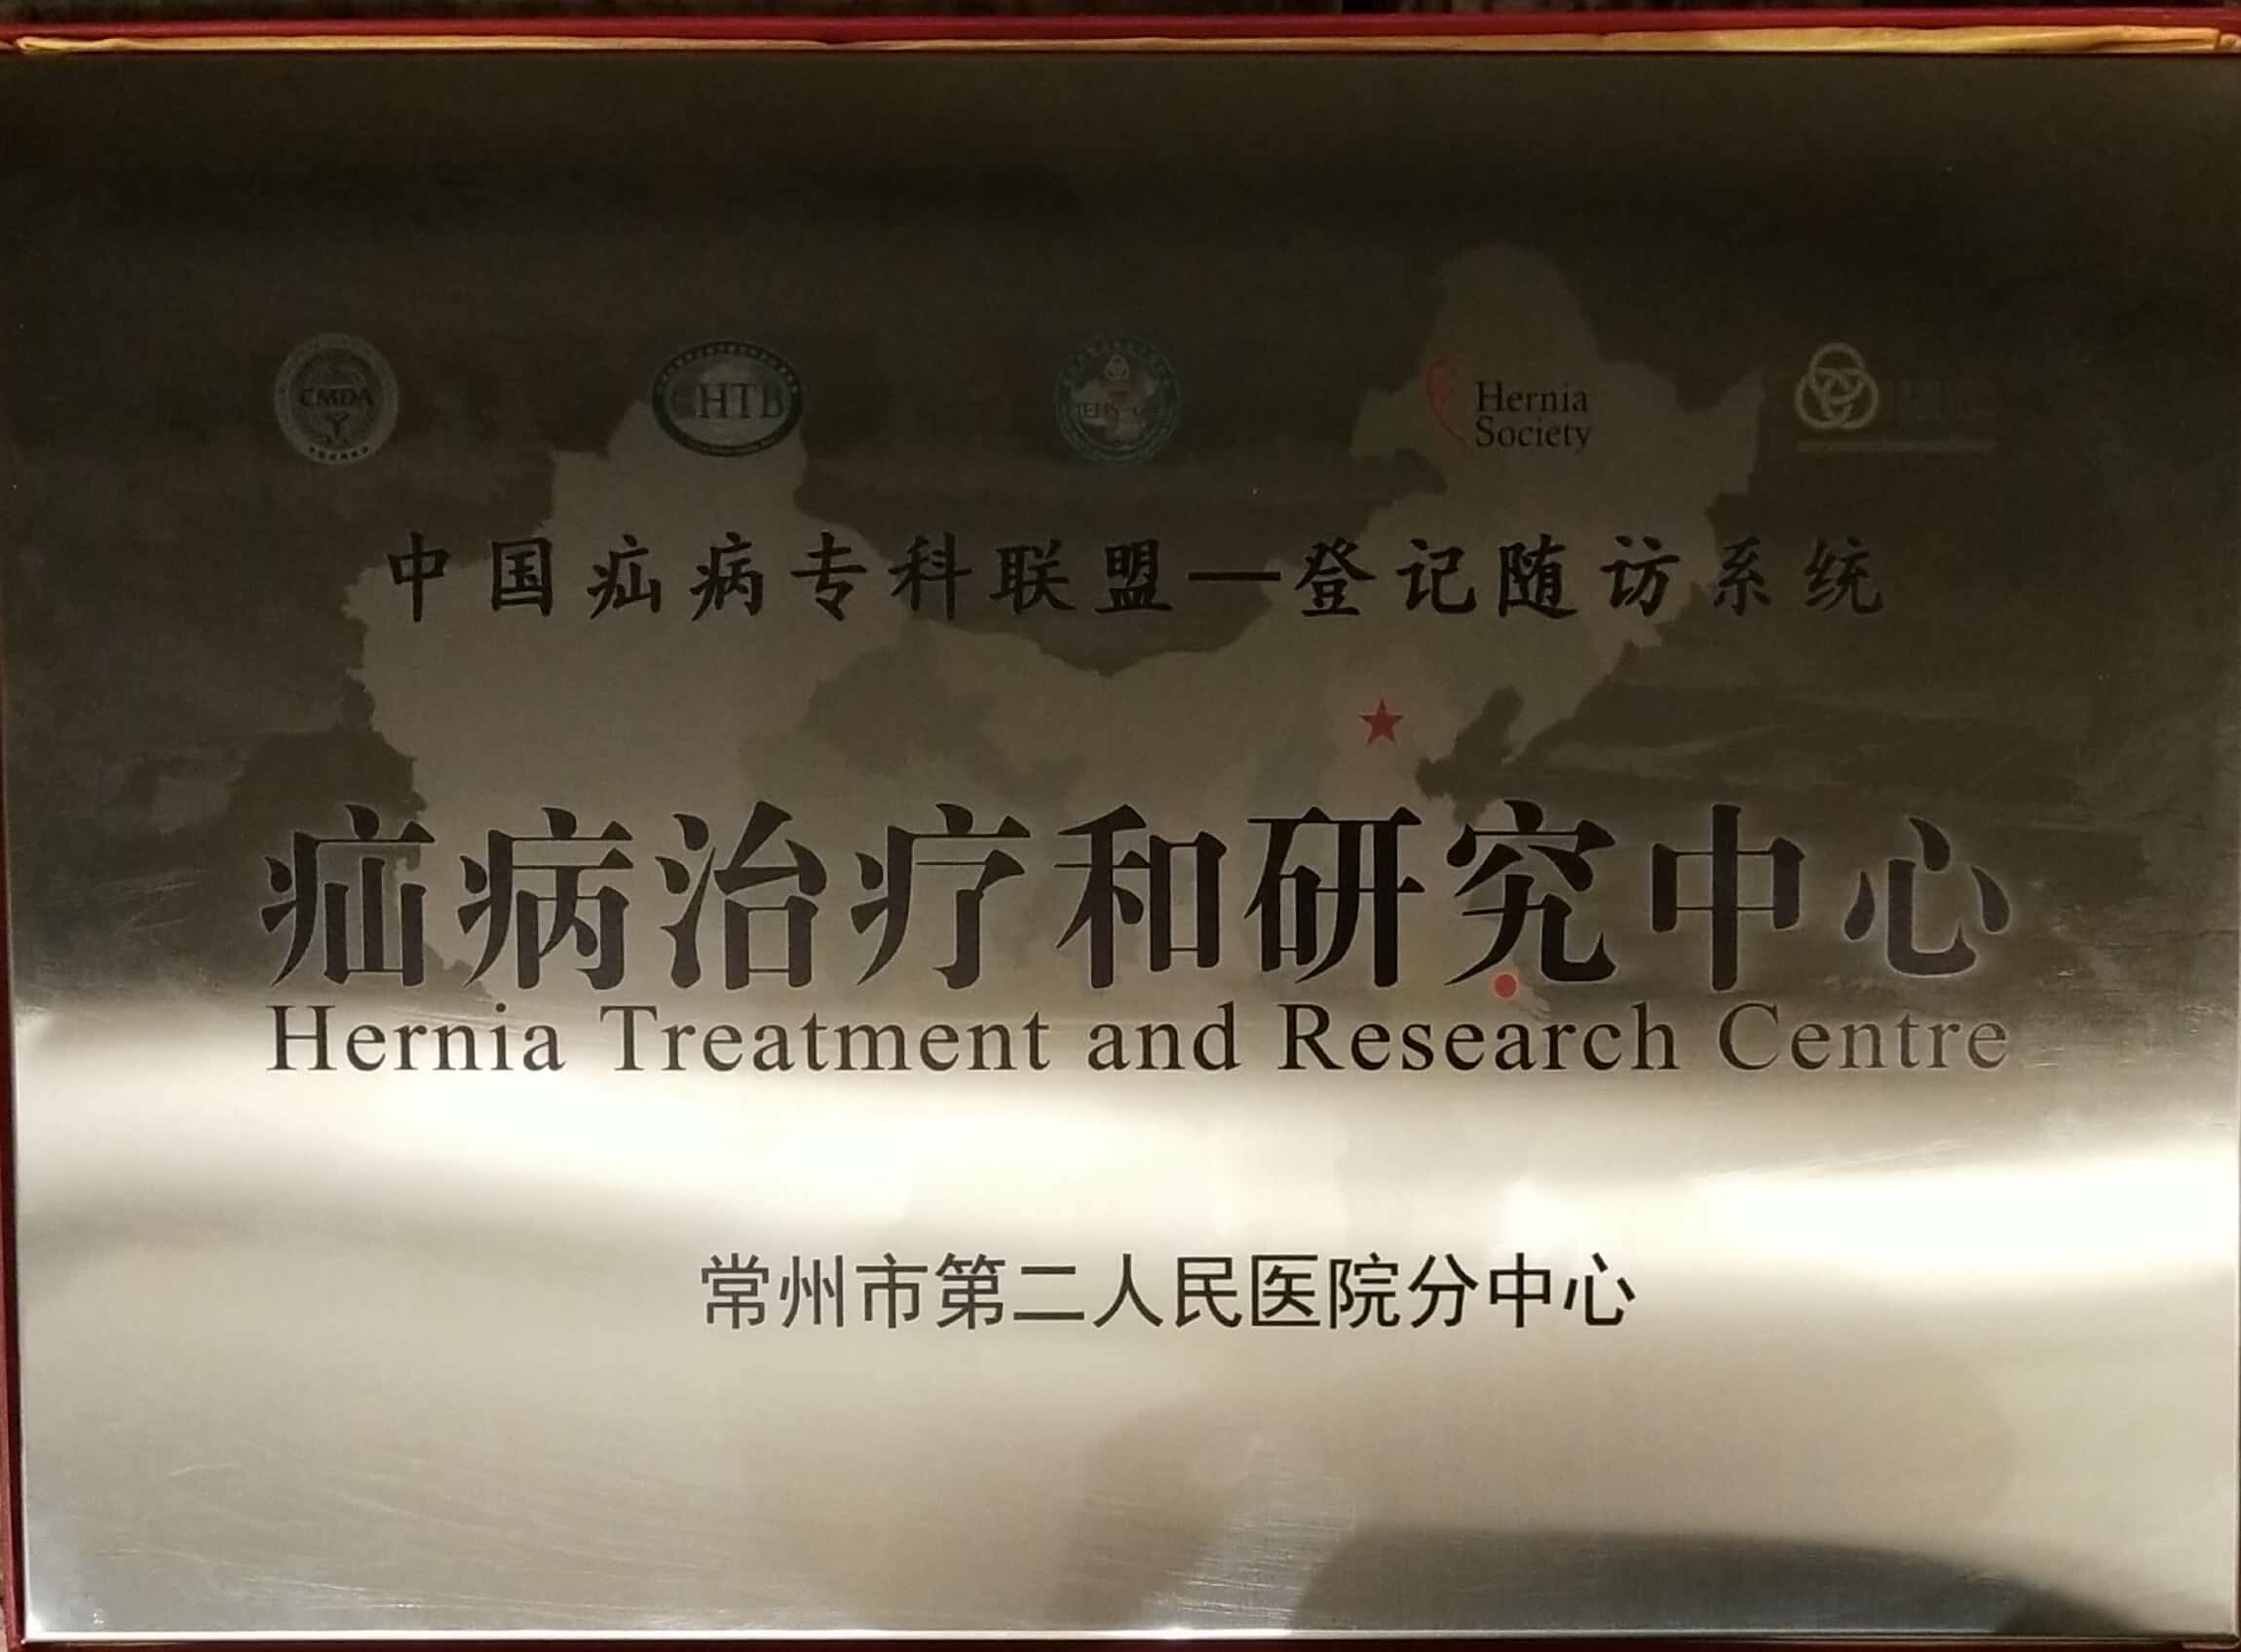 CMDA
Hernia
Society
中国疝病专科联盟—登记随访系统
疝病治疗和研究中心
Hernia Treatment and Research Centre
常州市第二人民医院分中心